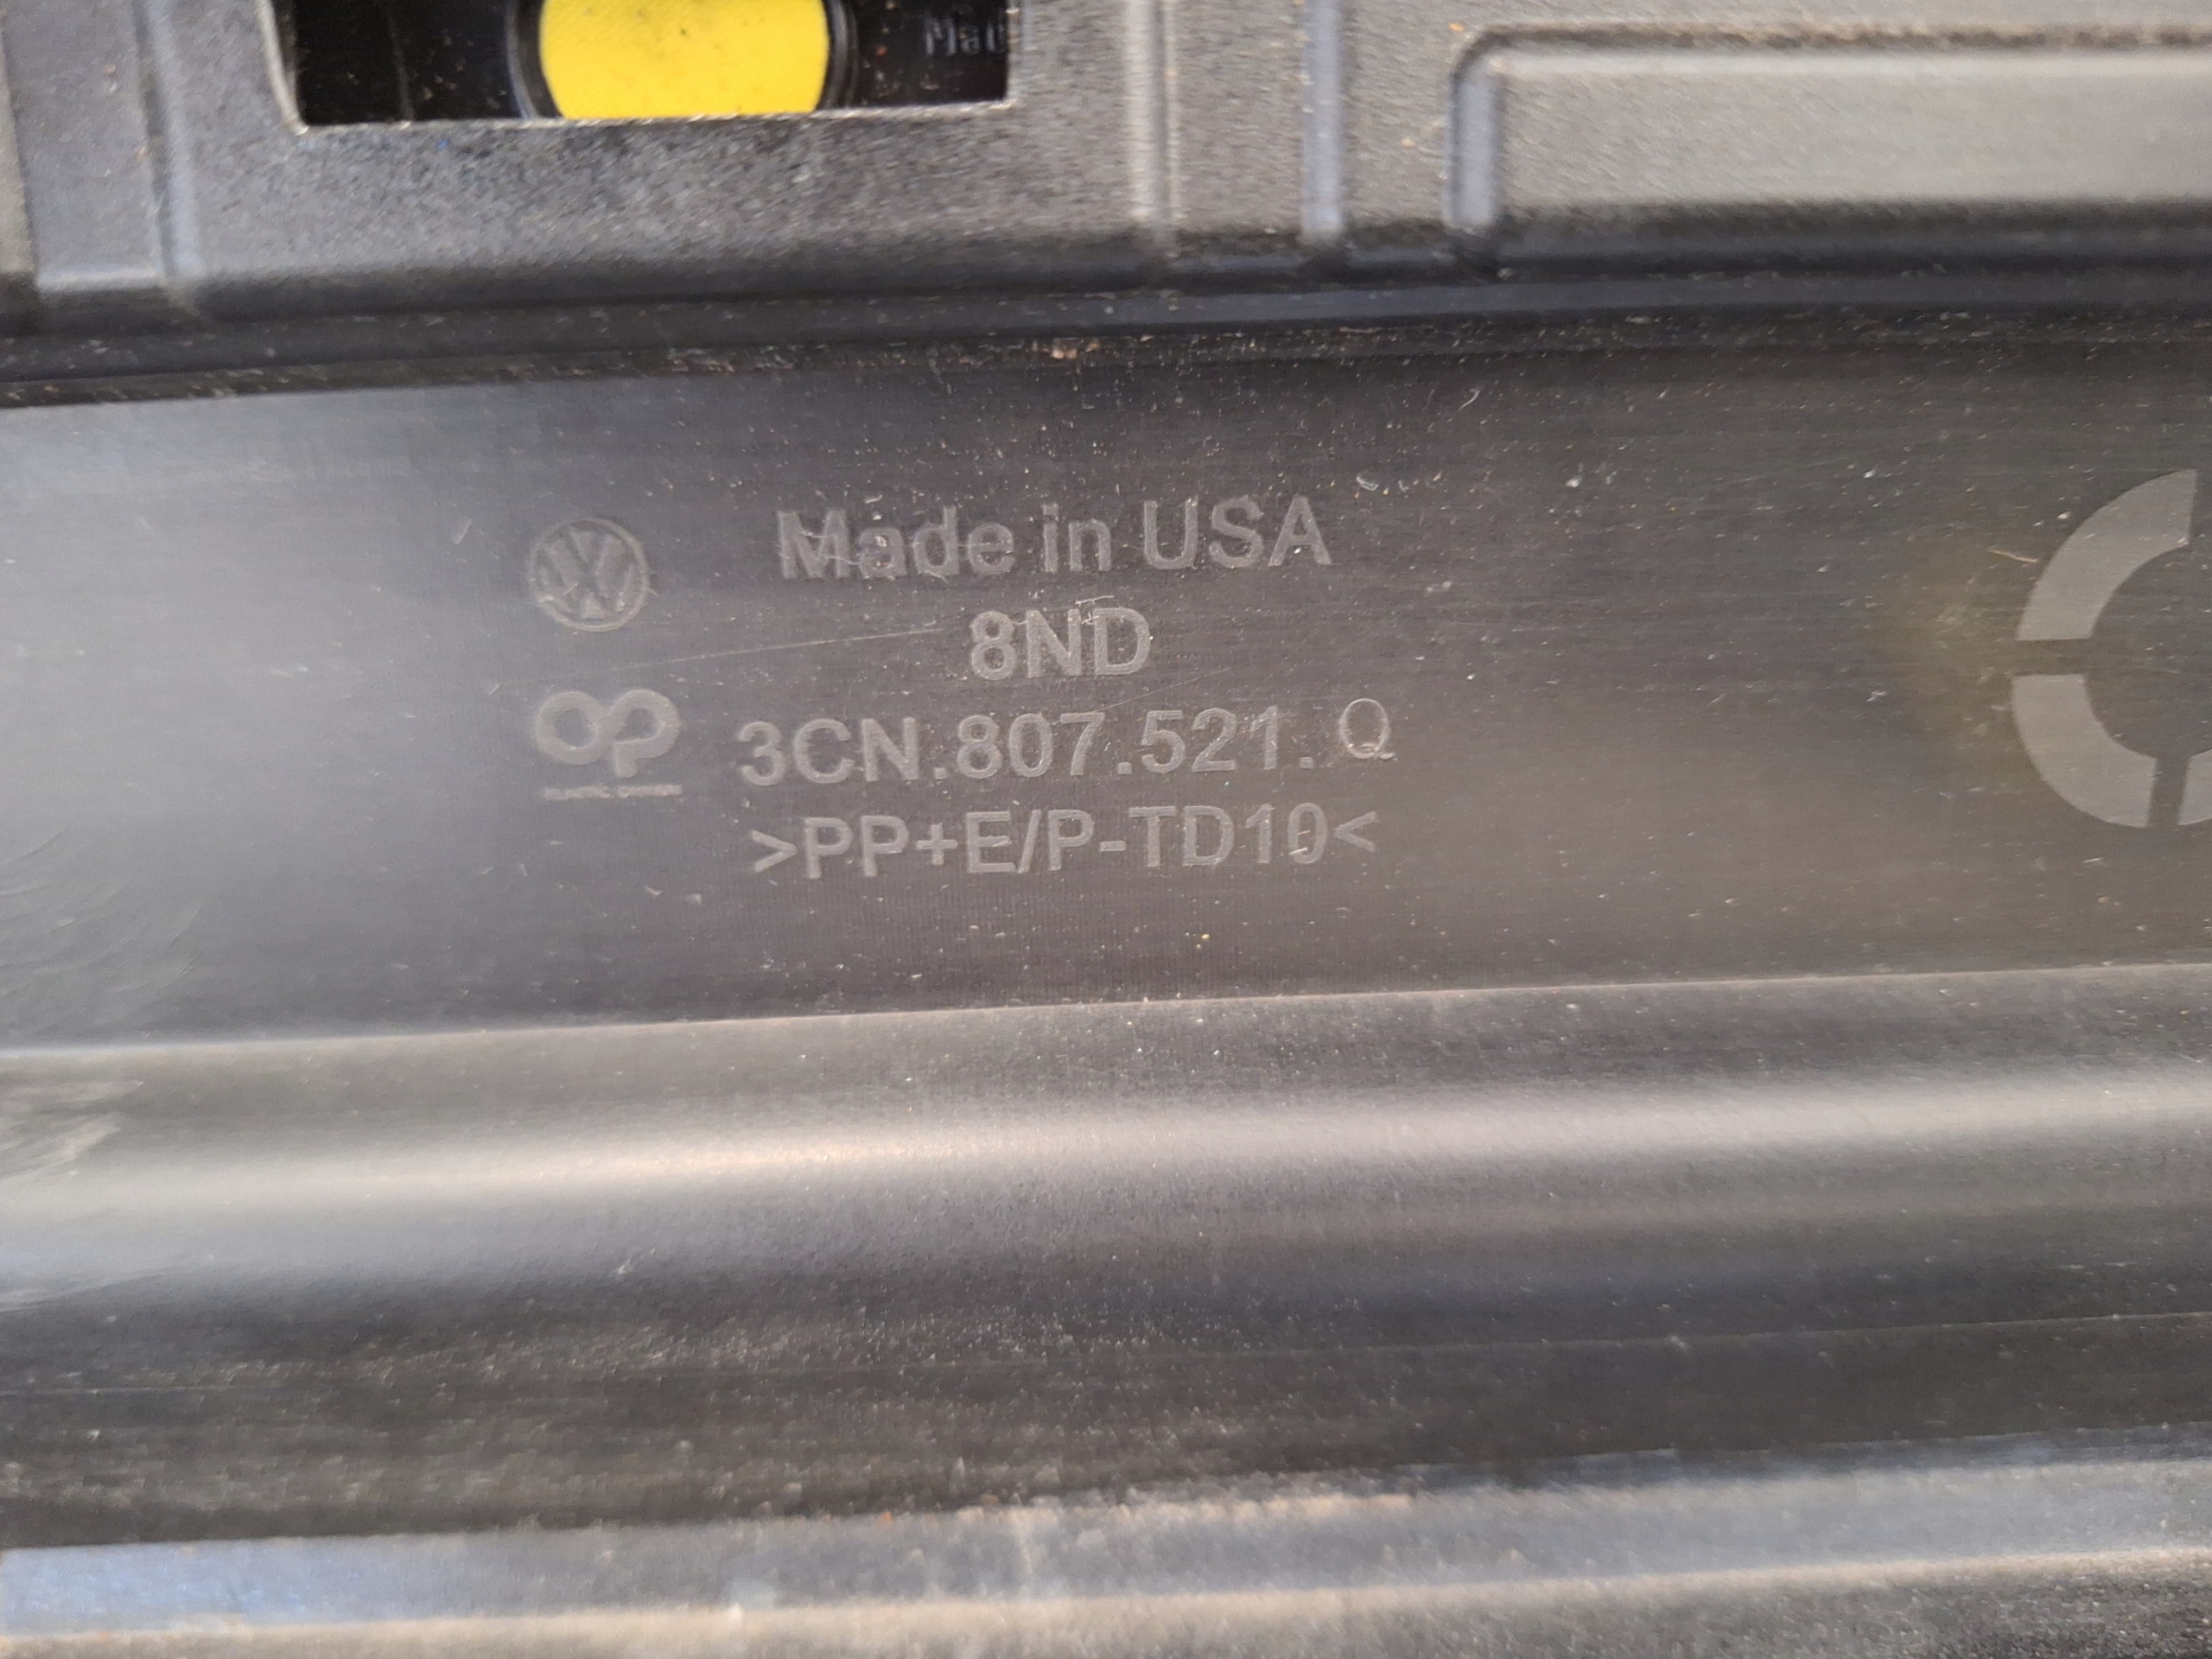 Made in USA
8ND
3CN.807.521.Q
>PP+E/P-TD10<